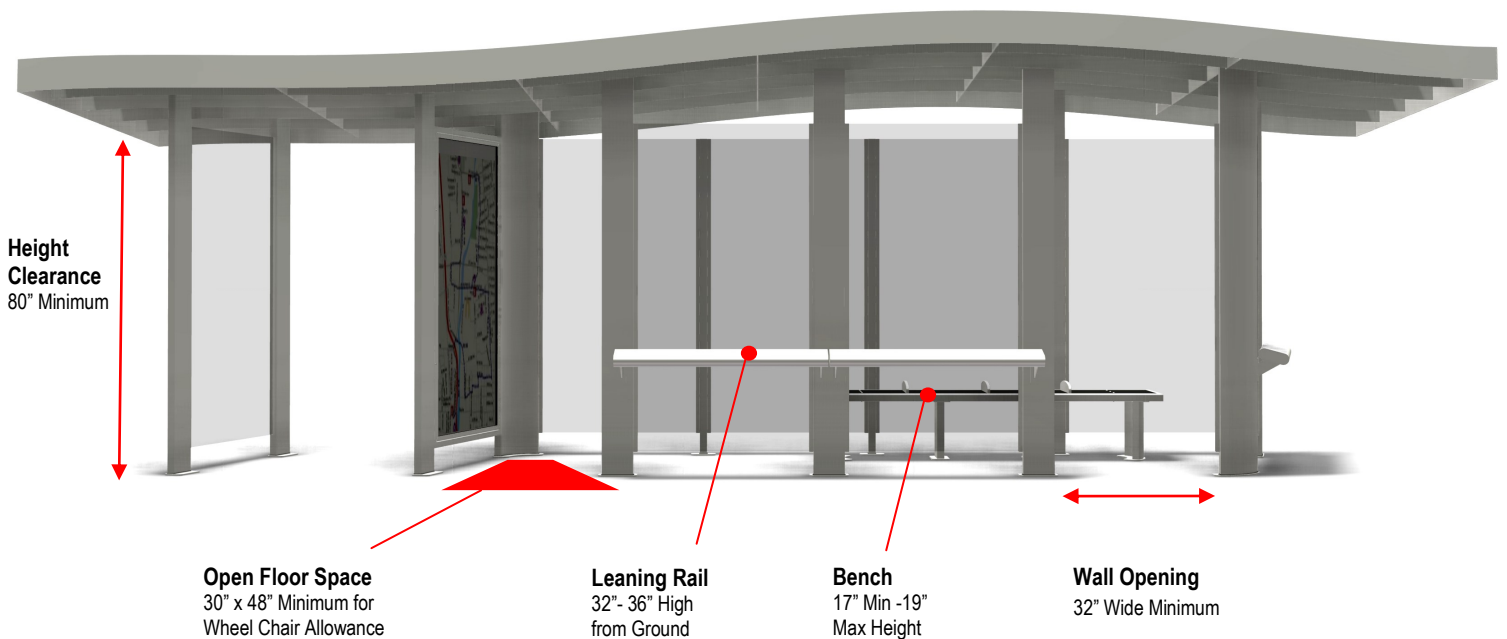 Height
Clearance
80” Minimum
Open Floor Space
30” x 48” Minimum for
Wheel Chair Allowance
Leaning Rail
32”- 36” High
from Ground
Bench
17” Min -19”
Max Height
Wall Opening
32” Wide Minimum